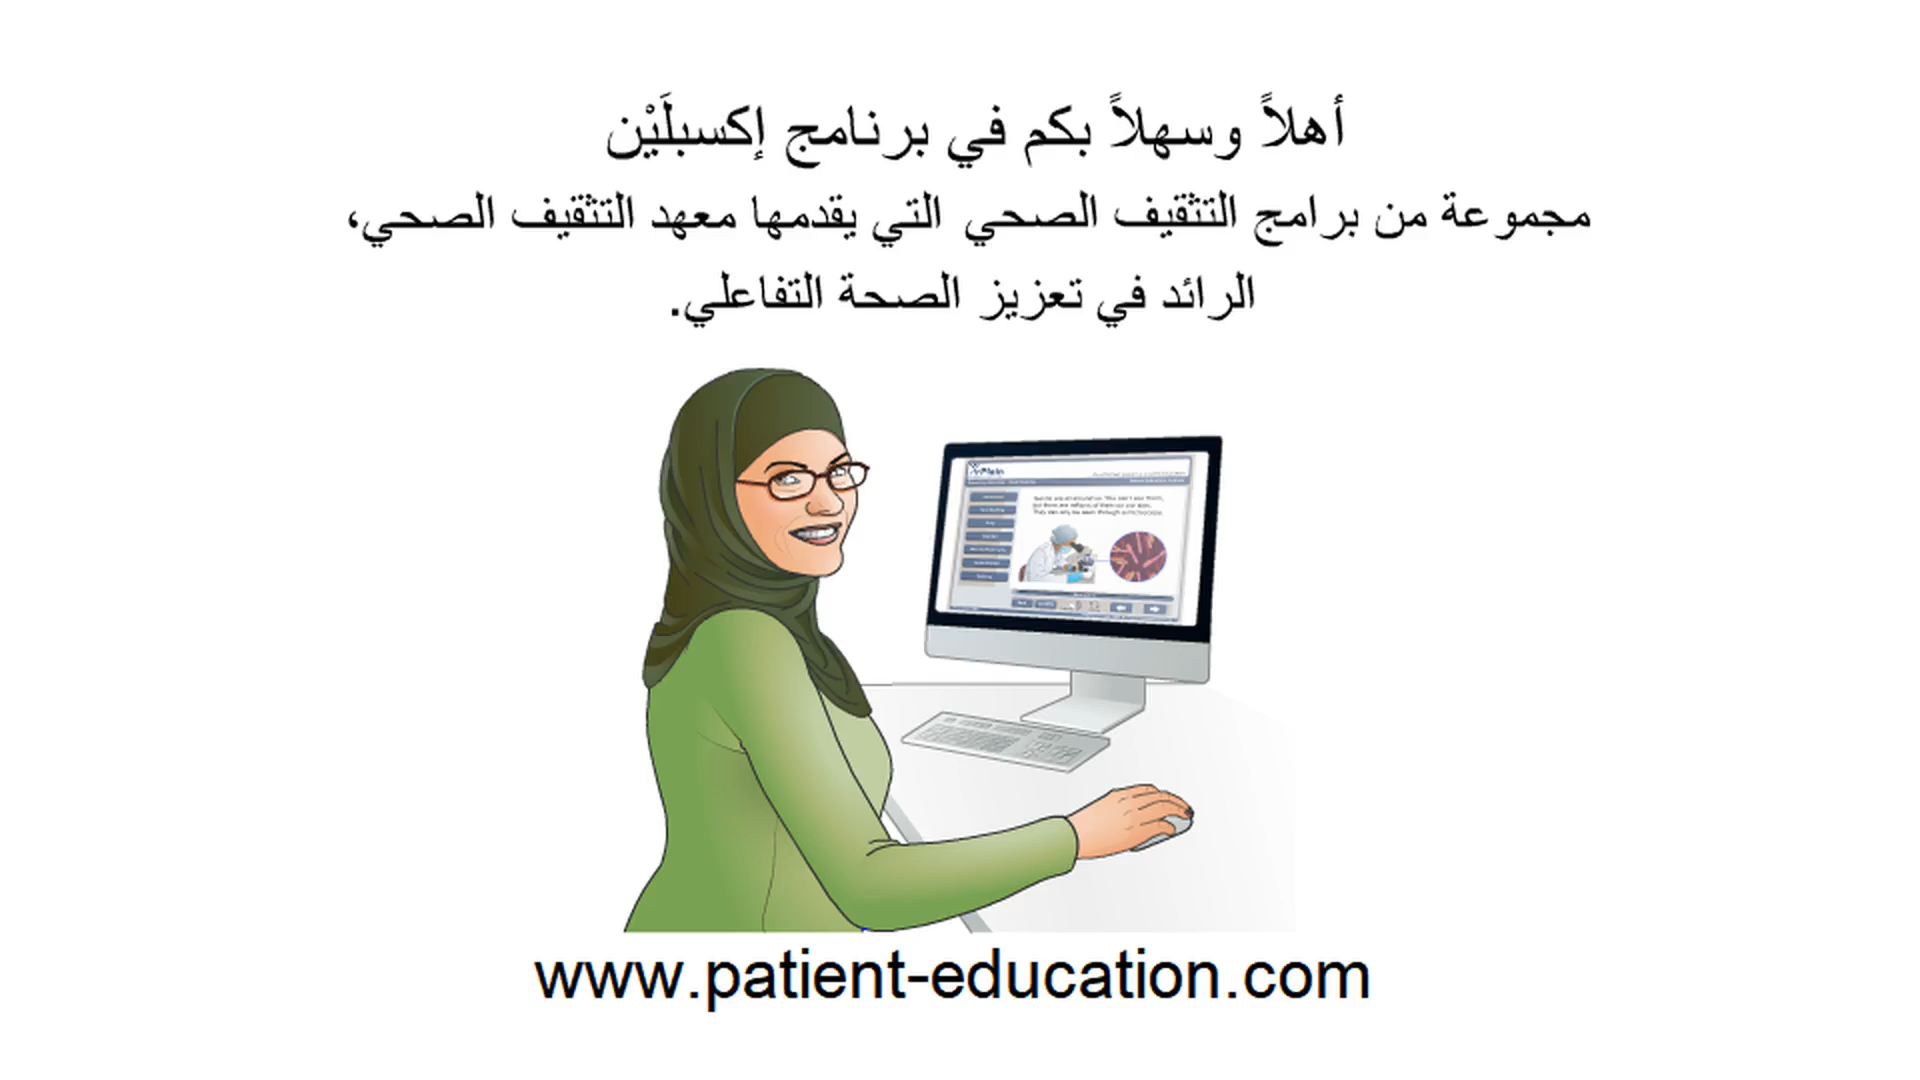 أهلاً وسهلاً بكم في برنامج إكسبلَيْن
مجموعة من برامج التثقيف الصحي التي يقدمها معهد التثقيف الصحي،
الرائد في تعزيز الصحة التفاعلي.
www.patient-education.com